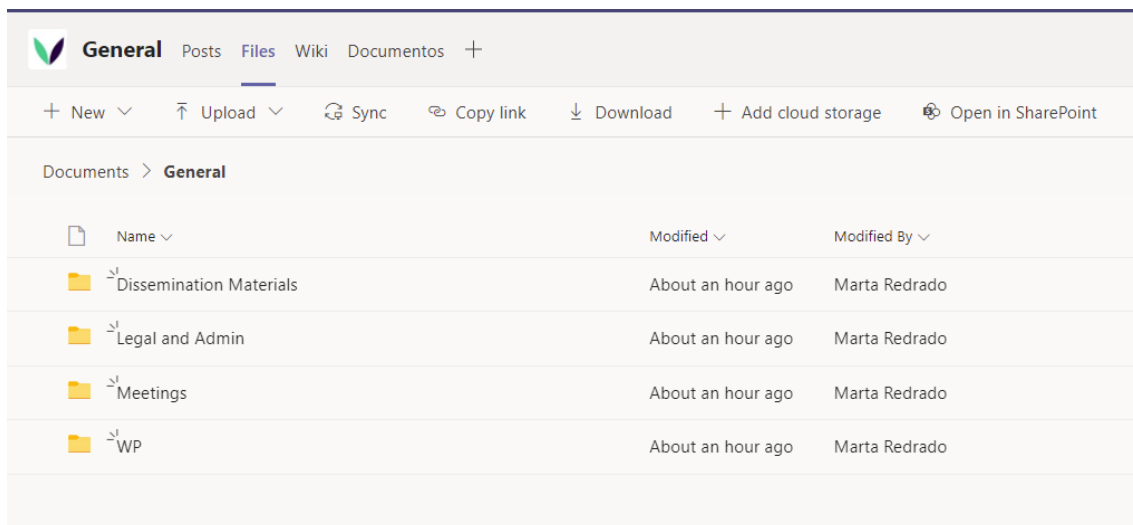 General Posts Files Wiki Documentos
New Upload Sync Copy link Download Add cloud storage Open in SharePoint
Documents > General
Name Modified Modified By
Dissemination Materials About an hour ago Marta Redrado
Legal and Admin About an hour ago Marta Redrado
Meetings About an hour ago Marta Redrado
WP About an hour ago Marta Redrado